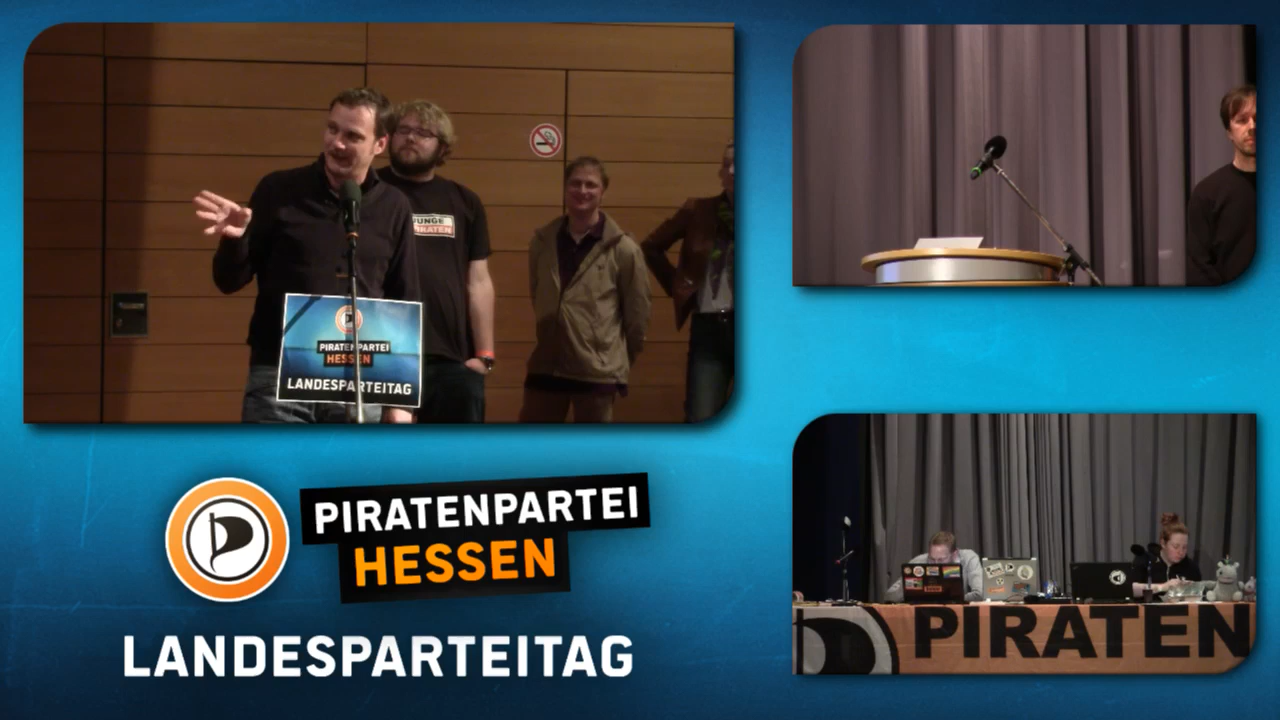 JUNGE
PIRATEN
PIRATENPARTEI
HESSEN
LANDESPARTEITAG
PIRATENPARTEI
HESSEN
LANDESPARTEITAG
PIRATEN